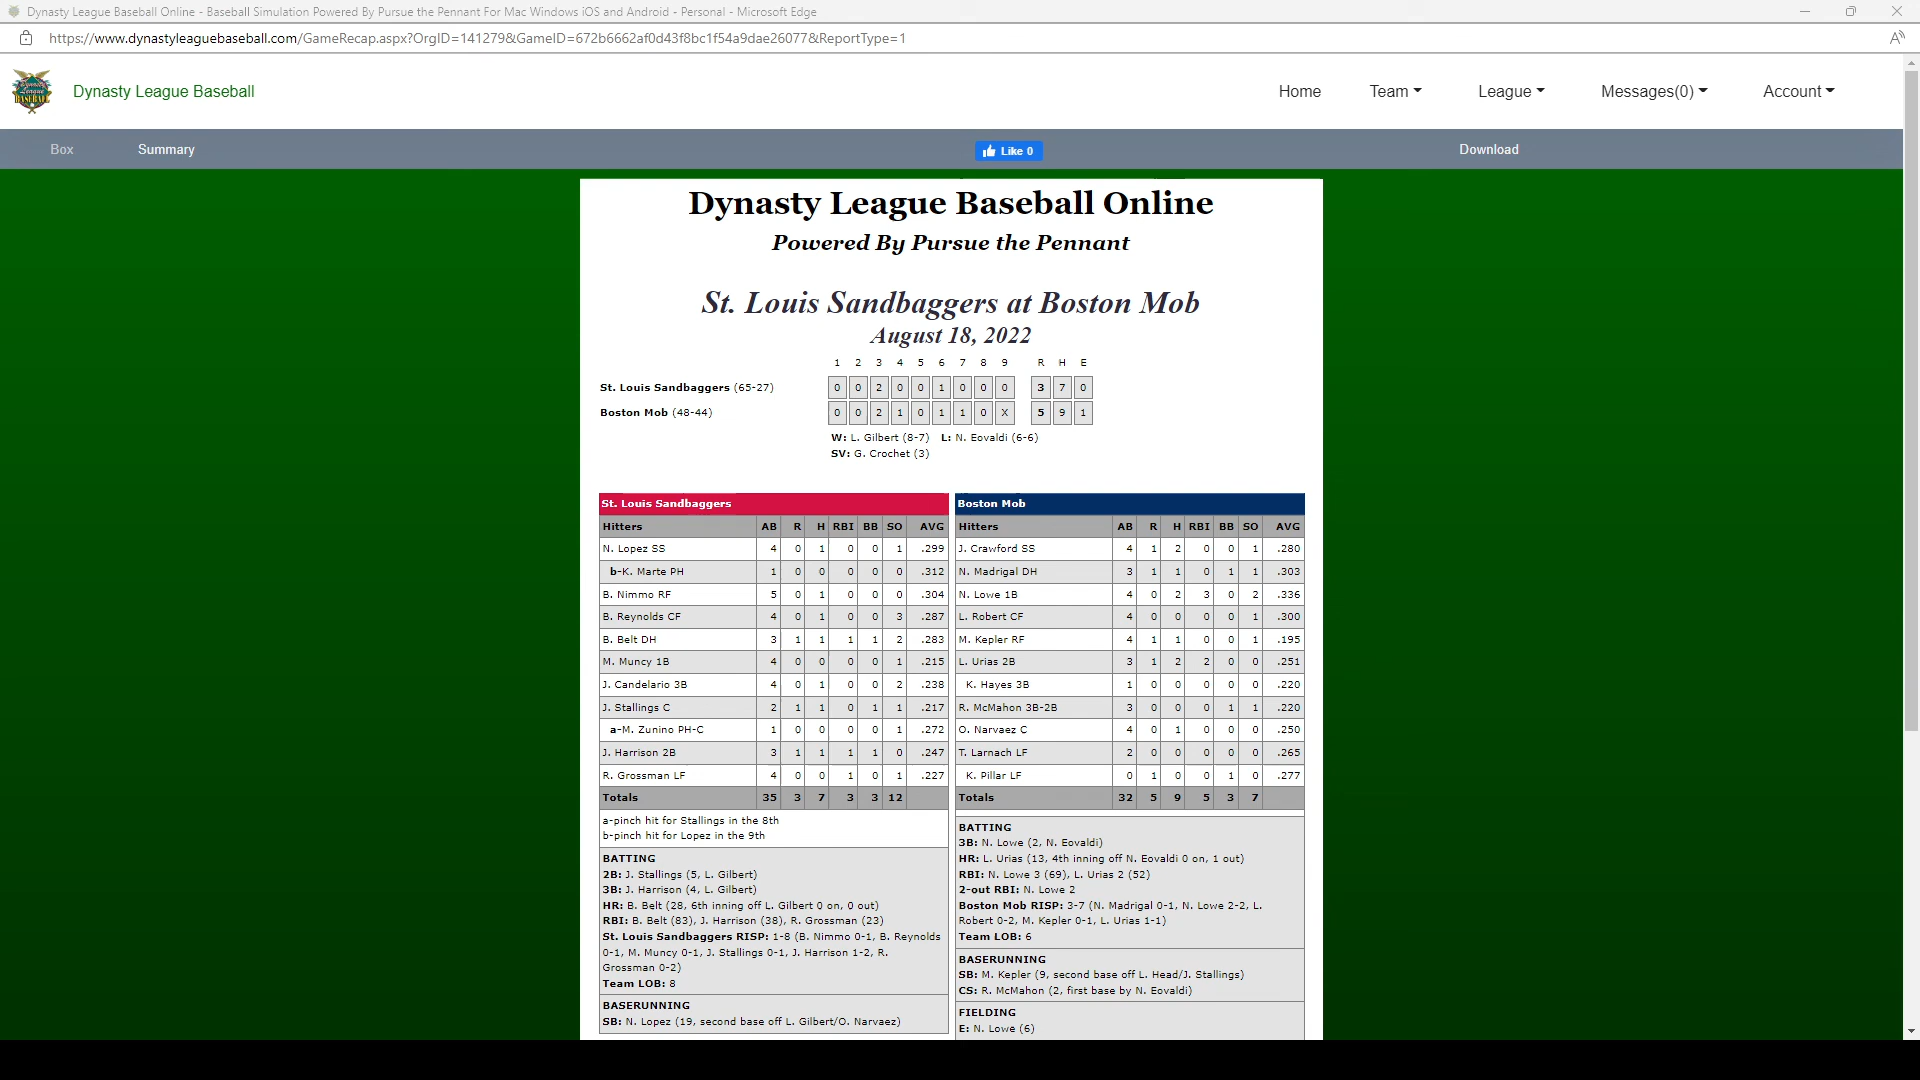 Dynasty League Baseball Online - Baseball Simulation Powered By Pursue the Pennant For Mac Windows iOS and Android - Personal - Microsoft Edge
https://www.dynastyleaguebaseball.com/GameRecap.aspx?OrgID=141279&GameID=672b6662af0d43f8bc1f54a9dae26077&ReportType=1
Dynasty League Baseball
Home Team League Messages(0) Account
Box Summary Like 0 Download
Dynasty League Baseball Online
Powered By Pursue the Pennant
St. Louis Sandbaggers at Boston Mob
August 18, 2022
1 2 3 4 5 6 7 8 9 R H E
St. Louis Sandbaggers (65-27) 0 0 2 0 0 1 0 0 0 3 7 0
Boston Mob (48-44) 0 0 2 1 0 1 1 0 X 5 9 1
W: L. Gilbert (8-7) L: N. Eovaldi (6-6)
SV: G. Crochet (3)
St. Louis Sandbaggers
Hitters AB R H RBI BB SO AVG
N. Lopez SS 4 0 1 0 0 1 .299
b-K. Marte PH 1 0 0 0 0 0 .312
B. Nimmo RF 5 0 1 0 0 0 .304
B. Reynolds CF 4 0 1 0 0 3 .287
B. Belt DH 3 1 1 1 1 2 .283
M. Muncy 1B 4 0 0 0 0 1 .215
J. Candelario 3B 4 0 1 0 0 2 .238
J. Stallings C 2 1 1 0 1 1 .217
a-M. Zunino PH-C 1 0 0 0 0 1 .272
J. Harrison 2B 3 1 1 1 1 0 .247
R. Grossman LF 4 0 0 1 0 1 .227
Totals 35 3 7 3 3 12
a-pinch hit for Stallings in the 8th
b-pinch hit for Lopez in the 9th
BATTING
2B: J. Stallings (5, L. Gilbert)
3B: J. Harrison (4, L. Gilbert)
HR: B. Belt (28, 6th inning off L. Gilbert 0 on, 0 out)
RBI: B. Belt (83), J. Harrison (38), R. Grossman (23)
St. Louis Sandbaggers RISP: 1-8 (B. Nimmo 0-1, B. Reynolds
0-1, M. Muncy 0-1, J. Stallings 0-1, J. Harrison 1-2, R.
Grossman 0-2)
Team LOB: 8
BASERUNNING
SB: N. Lopez (19, second base off L. Gilbert/O. Narvaez)
Boston Mob
Hitters AB R H RBI BB SO AVG
J. Crawford SS 4 1 2 0 0 1 .280
N. Madrigal DH 3 1 1 0 1 1 .303
N. Lowe 1B 4 0 2 3 0 2 .336
L. Robert CF 4 0 0 0 0 1 .300
M. Kepler RF 4 1 1 0 0 1 .195
L. Urias 2B 3 1 2 2 0 0 .251
K. Hayes 3B 1 0 0 0 0 0 .220
R. McMahon 3B-2B 3 0 0 0 1 1 .220
O. Narvaez C 4 0 1 0 0 0 .250
T. Larnach LF 2 0 0 0 0 0 .265
K. Pillar LF 0 1 0 0 1 0 .277
Totals 32 5 9 5 3 7
BATTING
3B: N. Lowe (2, N. Eovaldi)
HR: L. Urias (13, 4th inning off N. Eovaldi 0 on, 1 out)
RBI: N. Lowe 3 (69), L. Urias 2 (52)
2-out RBI: N. Lowe 2
Boston Mob RISP: 3-7 (N. Madrigal 0-1, N. Lowe 2-2, L.
Robert 0-2, M. Kepler 0-1, L. Urias 1-1)
Team LOB: 6
BASERUNNING
SB: M. Kepler (9, second base off L. Head/J. Stallings)
CS: R. McMahon (2, first base by N. Eovaldi)
FIELDING
E: N. Lowe (6)